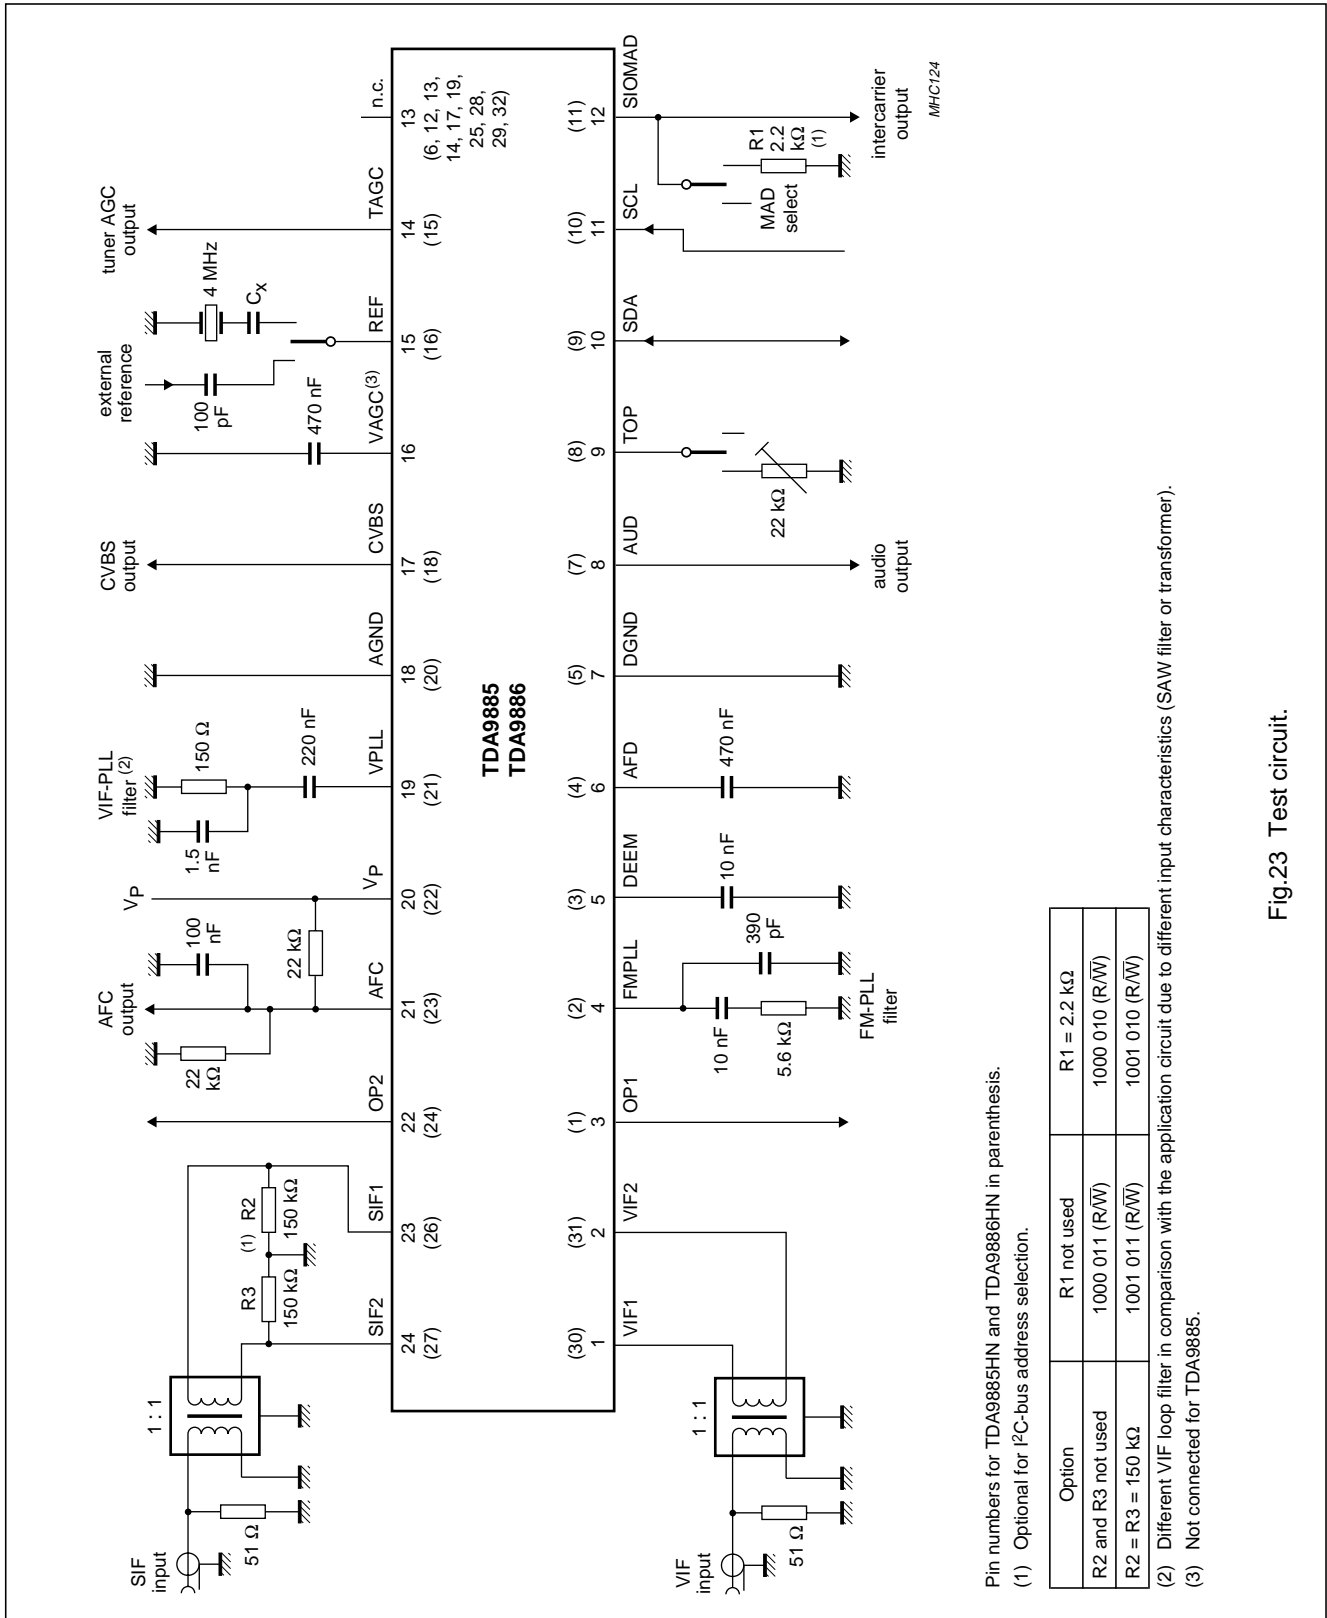 SIF
input
51 Ω
1 : 1
R3
150 kΩ
(1) R2
150 kΩ
AFC
output
22
kΩ
100
nF
VP
22 kΩ
VIF-PLL
filter (2)
1.5
nF
150 Ω
220 nF
CVBS
output
external
reference
100
pF
470 nF
4 MHz
CX
tuner AGC
output
SIF2
SIF1
OP2
AFC
VP
VPLL
AGND
CVBS
VAGC(3)
REF
TAGC
n.c.
24
(27)
23
(26)
22
(24)
21
(23)
20
(22)
19
(21)
18
(20)
17
(18)
16
15
(16)
14
(15)
13
(6, 12, 13,
14, 17, 19,
25, 28,
29, 32)
TDA9885
TDA9886
(30)
1
(31)
2
(1)
3
(2)
4
(3)
5
(4)
6
(5)
7
(7)
8
(8)
9
(9)
10
(10)
11
(11)
12
VIF1
VIF2
OP1
FMPLL
DEEM
AFD
DGND
AUD
TOP
SDA
SCL
SIOMAD
VIF
input
51 Ω
1 : 1
10 nF
5.6 kΩ
390
pF
FM-PLL
filter
10 nF
470 nF
audio
output
22 kΩ
MAD
select
R1
2.2
kΩ
(1)
intercarrier
output
MHC124
Pin numbers for TDA9885HN and TDA9886HN in parenthesis.
(1) Optional for I2C-bus address selection.
Option R1 not used R1 = 2.2 kΩ
R2 and R3 not used 1000 011 (R/W̅) 1000 010 (R/W̅)
R2 = R3 = 150 kΩ 1001 011 (R/W̅) 1001 010 (R/W̅)
(2) Different VIF loop filter in comparison with the application circuit due to different input characteristics (SAW filter or transformer).
(3) Not connected for TDA9885.
Fig.23 Test circuit.